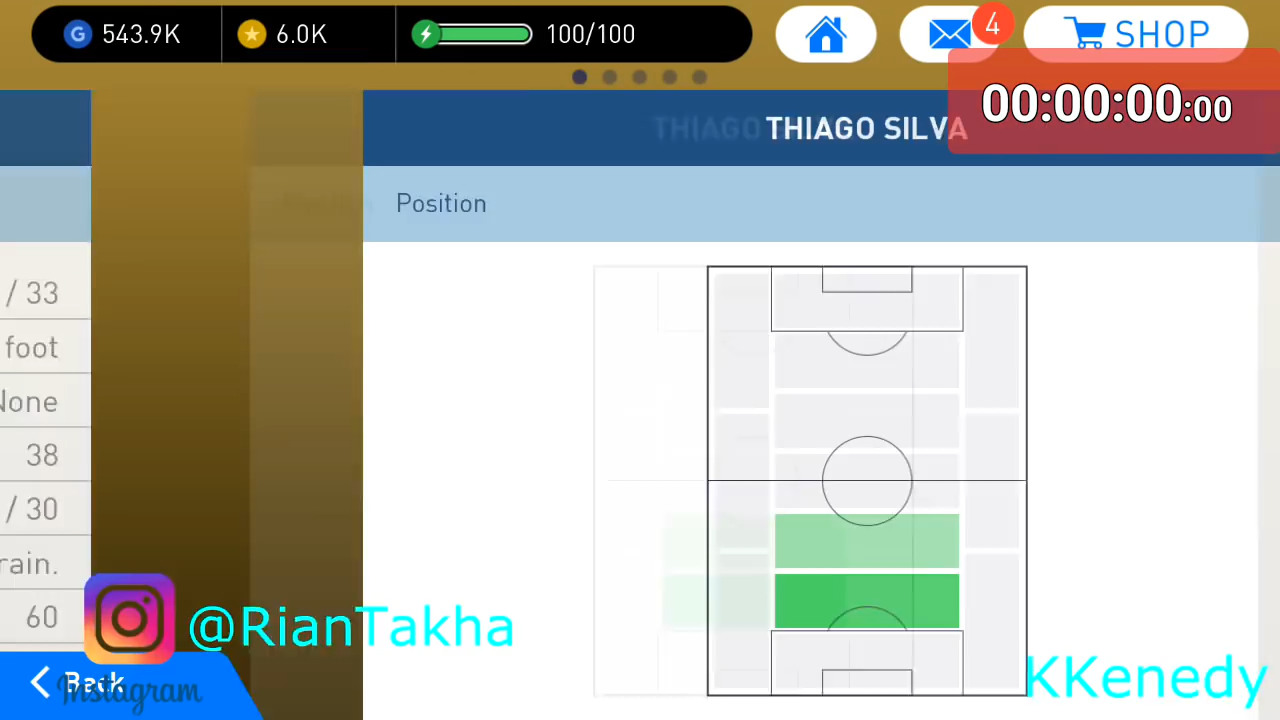 543.9K 6.0K 100/100 4 SHOP
00:00:00:00
THIAGO SILVA
Position
/ 33
foot
None
38
/ 30
rain.
60
@RianTakha
Back
Instagram
KKenedy